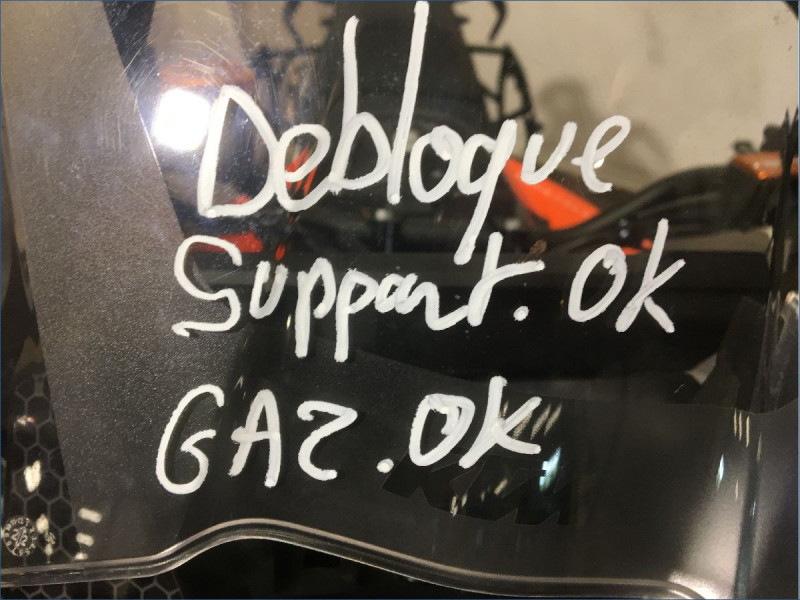 Debloque
Support. OK
GAZ. OK
KTM